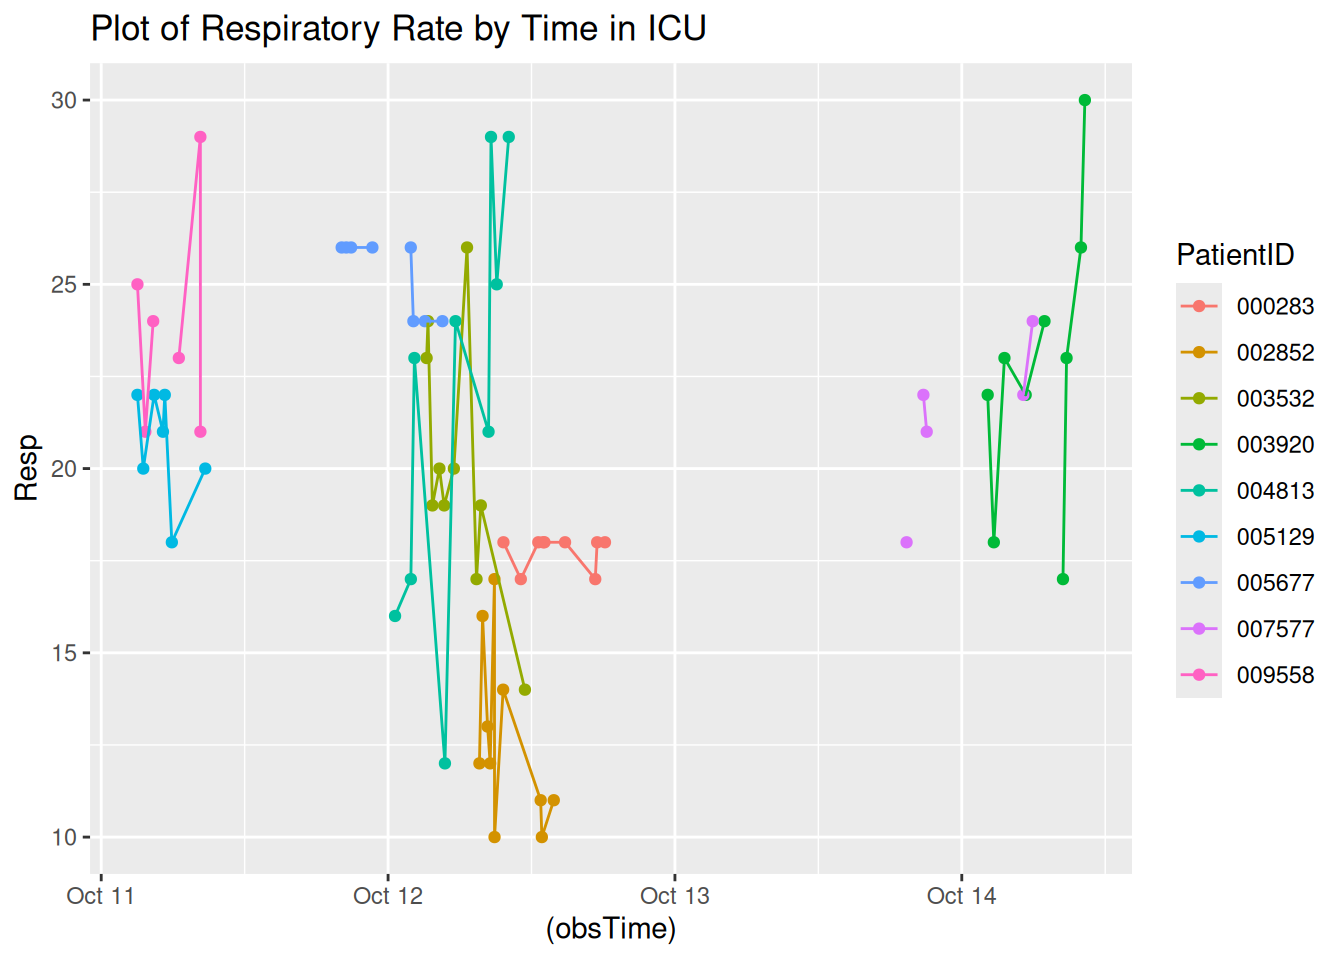 Plot of Respiratory Rate by Time in ICU
30
25
20
15
10
Resp
Oct 11
Oct 12
Oct 13
Oct 14
(obsTime)
PatientID
000283
002852
003532
003920
004813
005129
005677
007577
009558